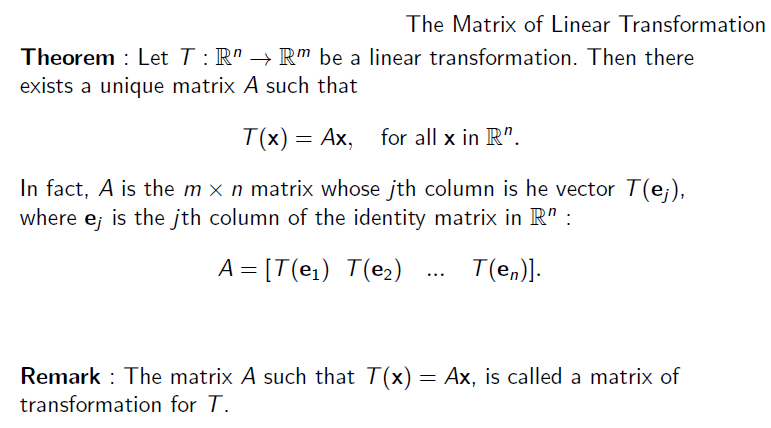 The Matrix of Linear Transformation
Theorem : Let T : ℝⁿ → ℝᵐ be a linear transformation. Then there
exists a unique matrix A such that
T(x) = Ax, for all x in ℝⁿ.
In fact, A is the m × n matrix whose jth column is he vector T(eⱼ),
where eⱼ is the jth column of the identity matrix in ℝⁿ :
A = [T(e₁) T(e₂) ... T(eₙ)].
Remark : The matrix A such that T(x) = Ax, is called a matrix of
transformation for T.